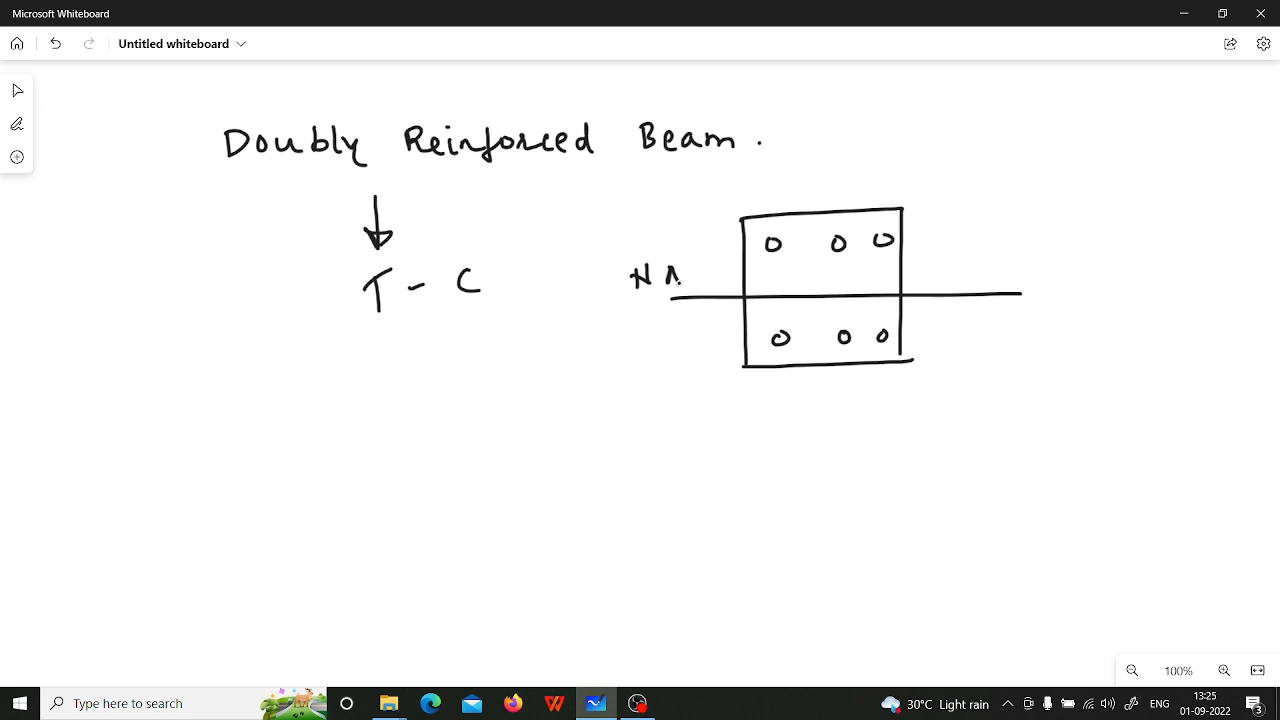 Microsoft Whiteboard
Untitled whiteboard
Doubly Reinforced Beam.
T - C
N A
o o o
o o o
100%
Type here to search
30°C Light rain
ENG
13:25
01-09-2022
3